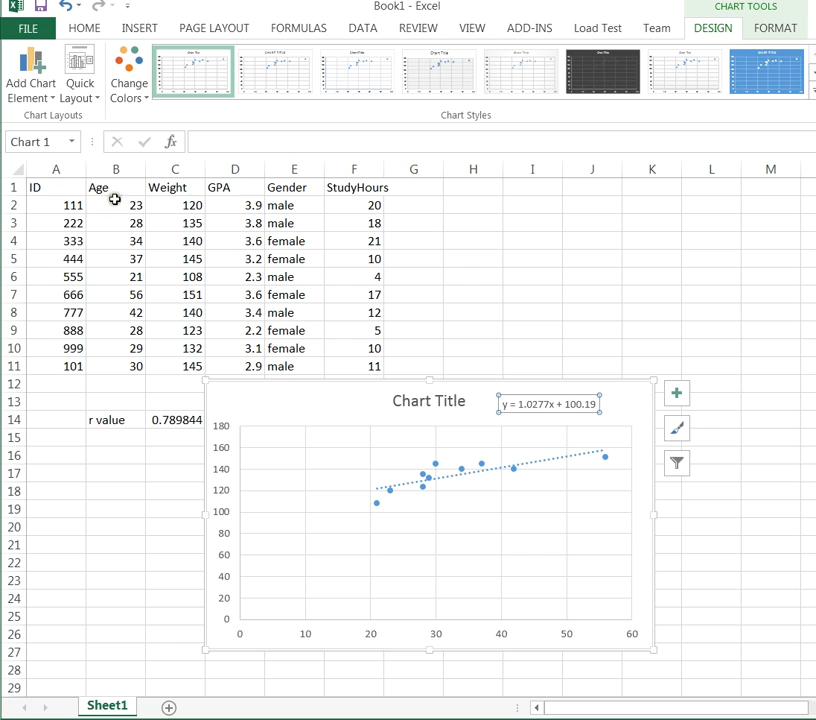 Book1 - Excel
CHART TOOLS
FILE HOME INSERT PAGE LAYOUT FORMULAS DATA REVIEW VIEW ADD-INS Load Test Team DESIGN FORMAT
Add Chart Element
Quick Layout
Change Colors
Chart Layouts
Chart Styles
Chart 1
fx
A B C D E F G H I J K L M
1 ID Age Weight GPA Gender StudyHours
2 111 23 120 3.9 male 20
3 222 28 135 3.8 male 18
4 333 34 140 3.6 female 21
5 444 37 145 3.2 female 10
6 555 21 108 2.3 male 4
7 666 56 151 3.6 female 17
8 777 42 140 3.4 male 12
9 888 28 123 2.2 female 5
10 999 29 132 3.1 female 10
11 101 30 145 2.9 male 11
12
13
14 r value 0.789844
15
16
17
18
19
20
21
22
23
24
25
26
27
28
29
Chart Title
y = 1.0277x + 100.19
180
160
140
120
100
80
60
40
20
0
0 10 20 30 40 50 60
Sheet1